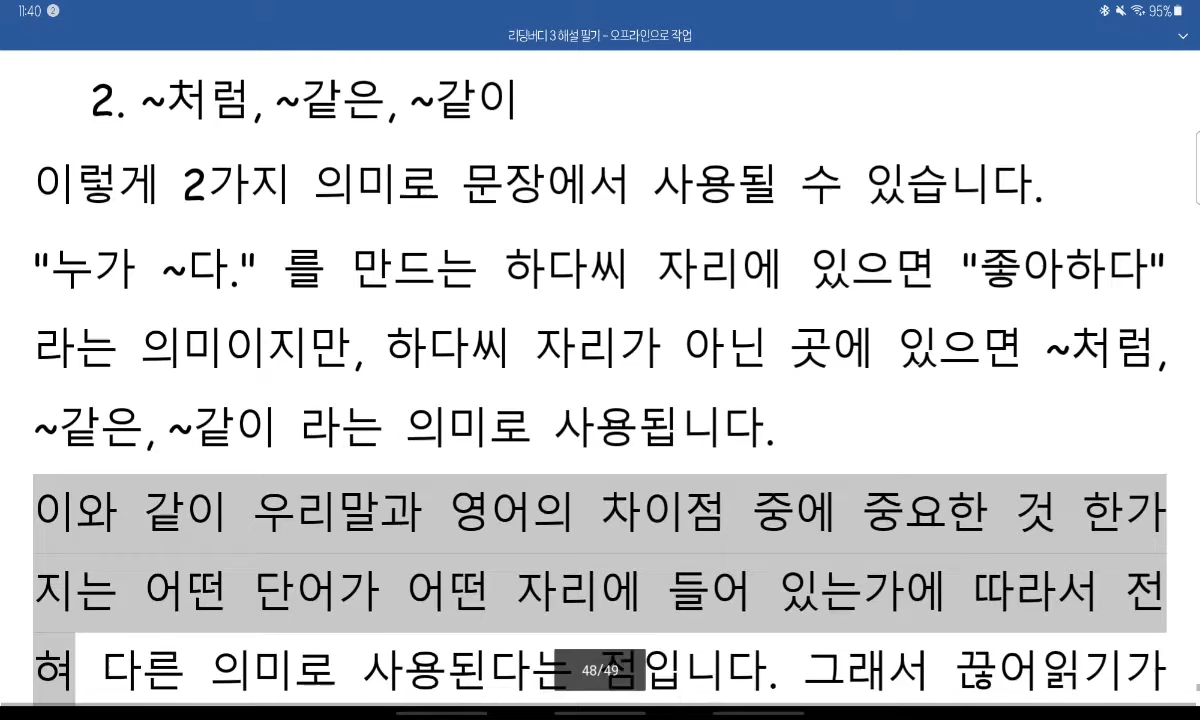 11:40 2 95%
리딩버디 3 해설 필기 - 오프라인으로 작업
2. ~처럼, ~같은, ~같이
이렇게 2가지 의미로 문장에서 사용될 수 있습니다.
"누가 ~다." 를 만드는 하다씨 자리에 있으면 "좋아하다"
라는 의미이지만, 하다씨 자리가 아닌 곳에 있으면 ~처럼,
~같은, ~같이 라는 의미로 사용됩니다.
이와 같이 우리말과 영어의 차이점 중에 중요한 것 한가
지는 어떤 단어가 어떤 자리에 들어 있는가에 따라서 전
혀 다른 의미로 사용된다는 점입니다. 그래서 끊어읽기가
48/49